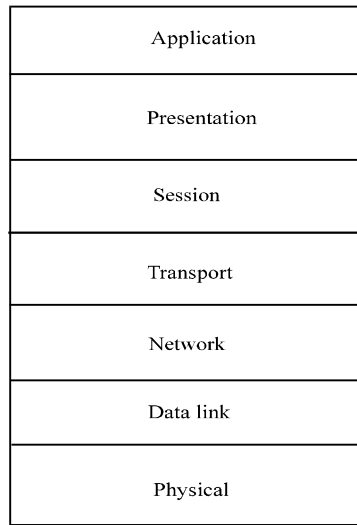 Application
Presentation
Session
Transport
Network
Data link
Physical